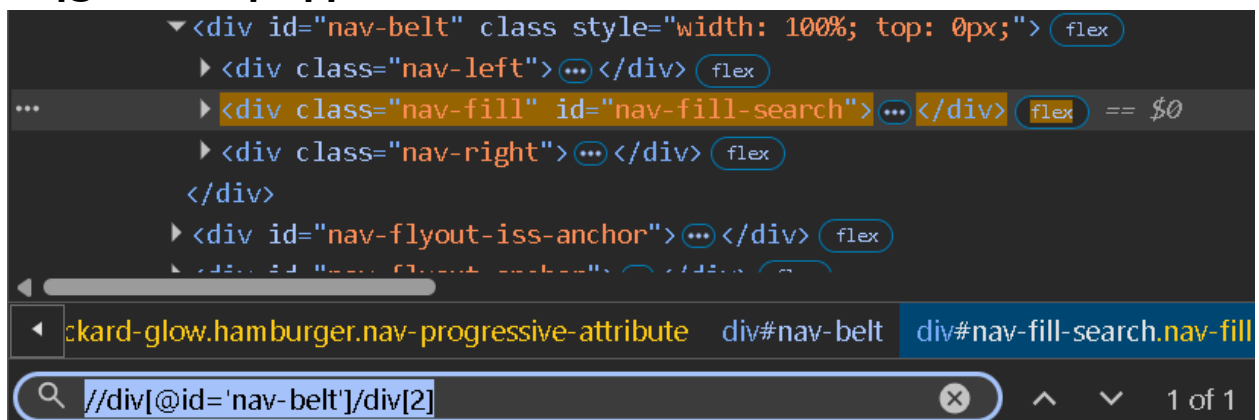 ▼<div id="nav-belt" class style="width: 100%; top: 0px;"> flex
▶<div class="nav-left"> … </div> flex
… ▶<div class="nav-fill" id="nav-fill-search"> … </div> flex == $0
▶<div class="nav-right"> … </div> flex
</div>
▶<div id="nav-flyout-iss-anchor"> … </div> flex
ckard-glow.hamburger.nav-progressive-attribute div#nav-belt div#nav-fill-search.nav-fill
//div[@id='nav-belt']/div[2] 1 of 1